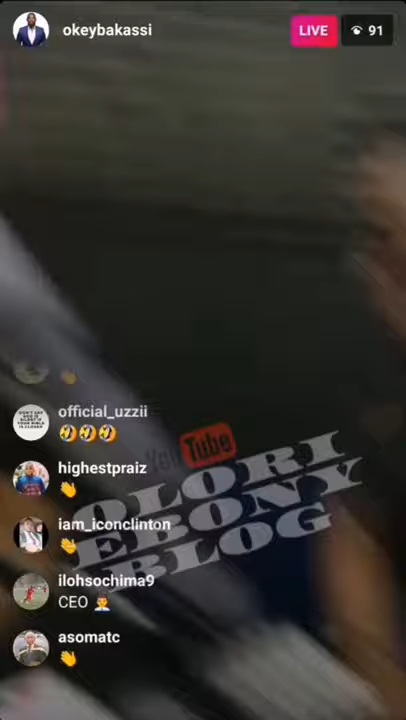 okeybakassi
LIVE
91
official_uzzii
🤣🤣🤣
highestpraiz
👏
iam_iconclinton
👏
ilohsochima9
CEO 👨‍💼
asomatc
👏
YouTube
OLORI
EBONY
BLOG